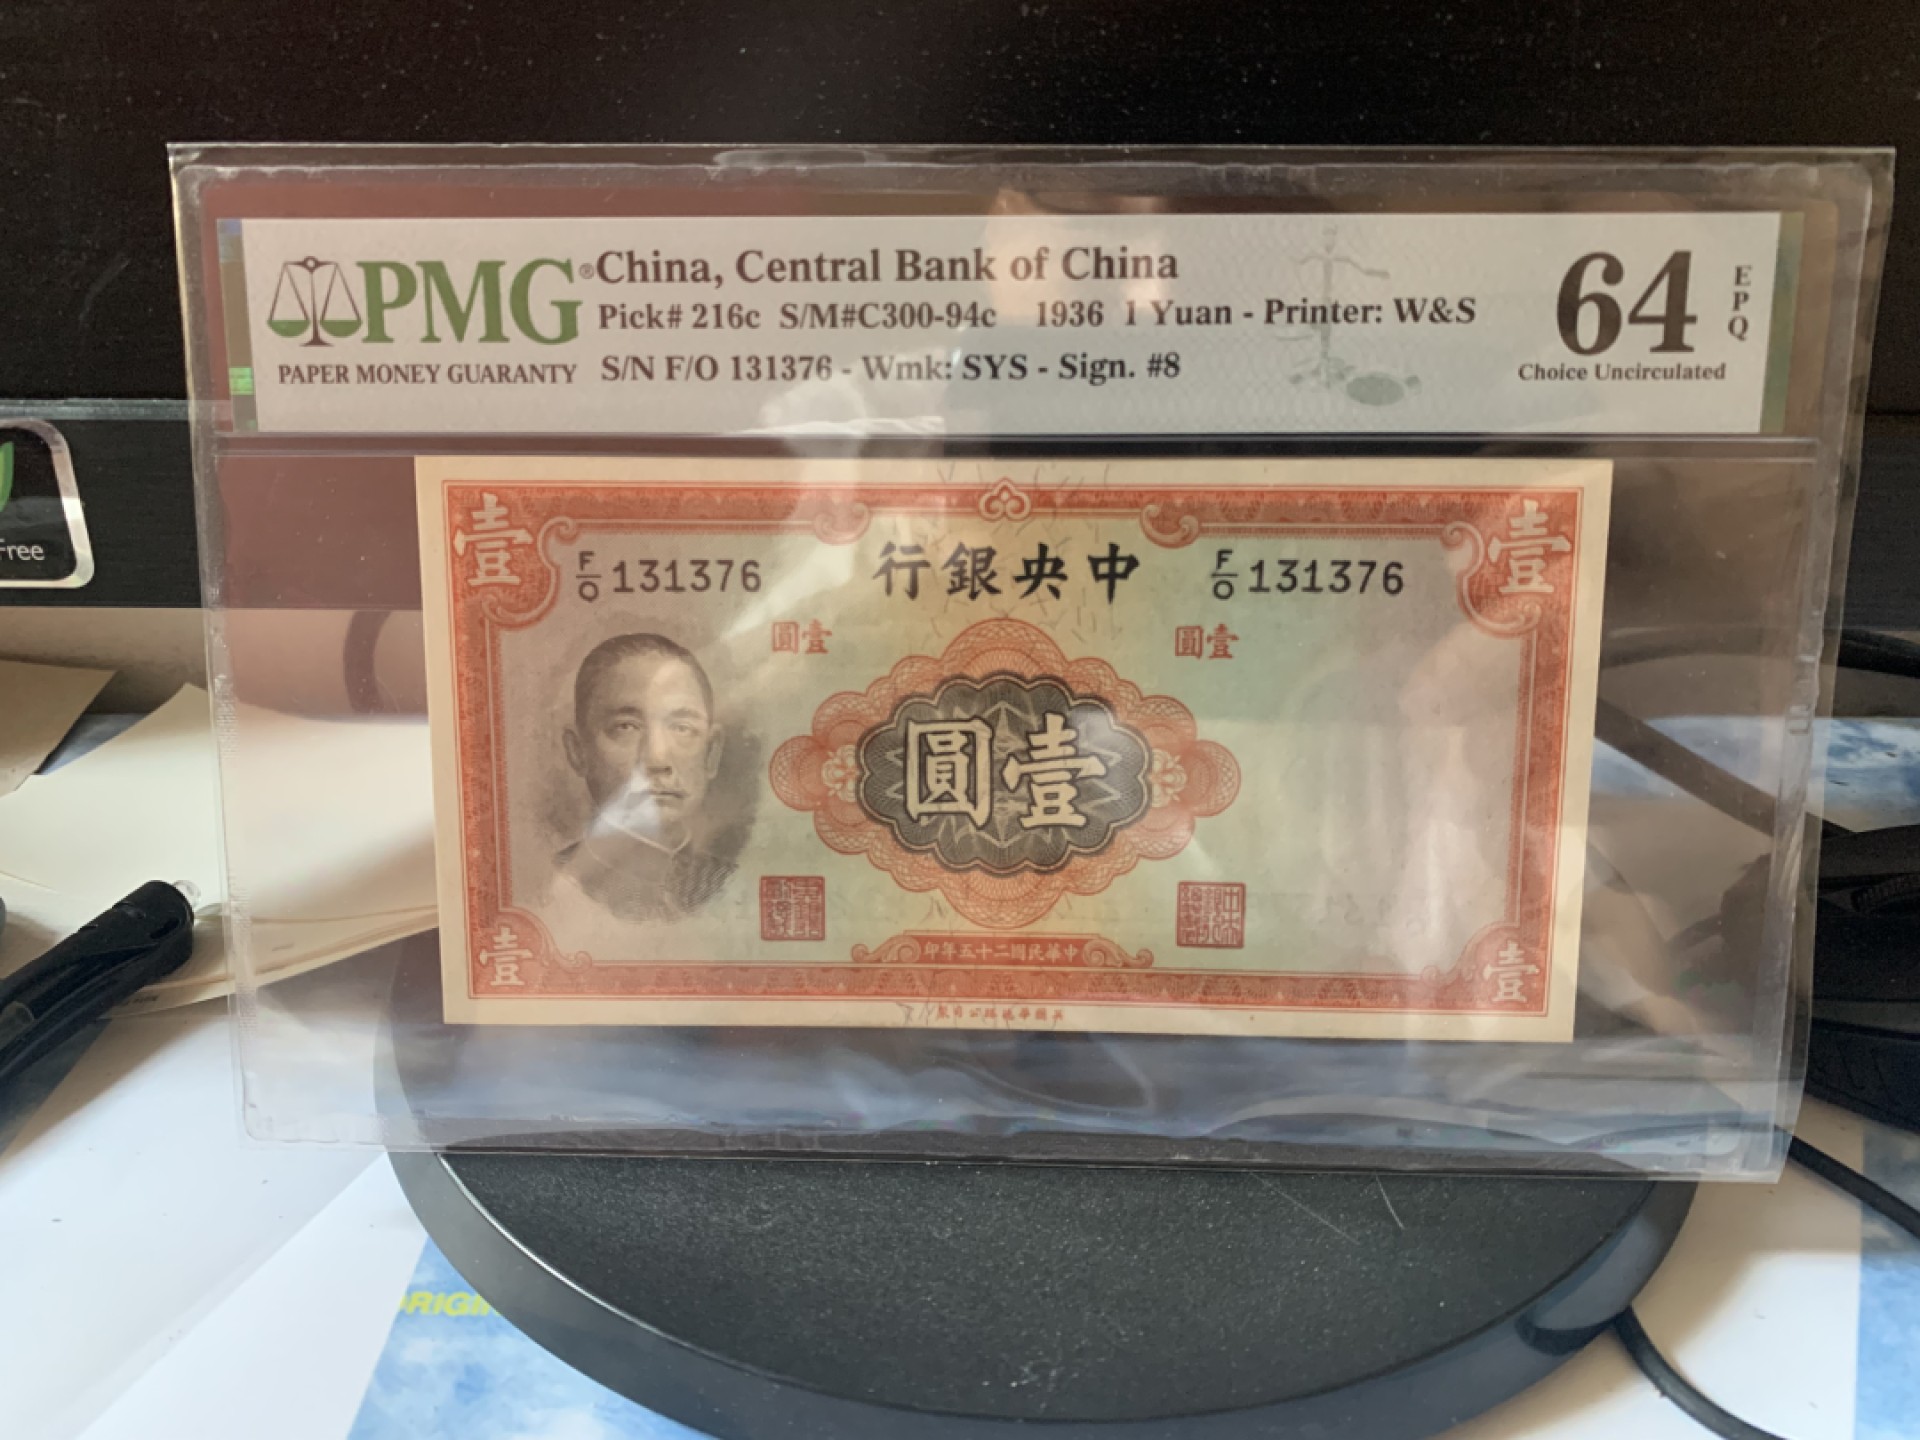 PMG®
PAPER MONEY GUARANTY
China, Central Bank of China
Pick# 216c S/M#C300-94c 1936 1 Yuan - Printer: W&S
S/N F/O 131376 - Wmk: SYS - Sign. #8
64
EPQ
Choice Uncirculated
Free
壹
壹
F/O 131376
行銀央中
F/O 131376
圓壹
圓壹
圓壹
印年五十二國民華中
壹
壹
ORIGIN